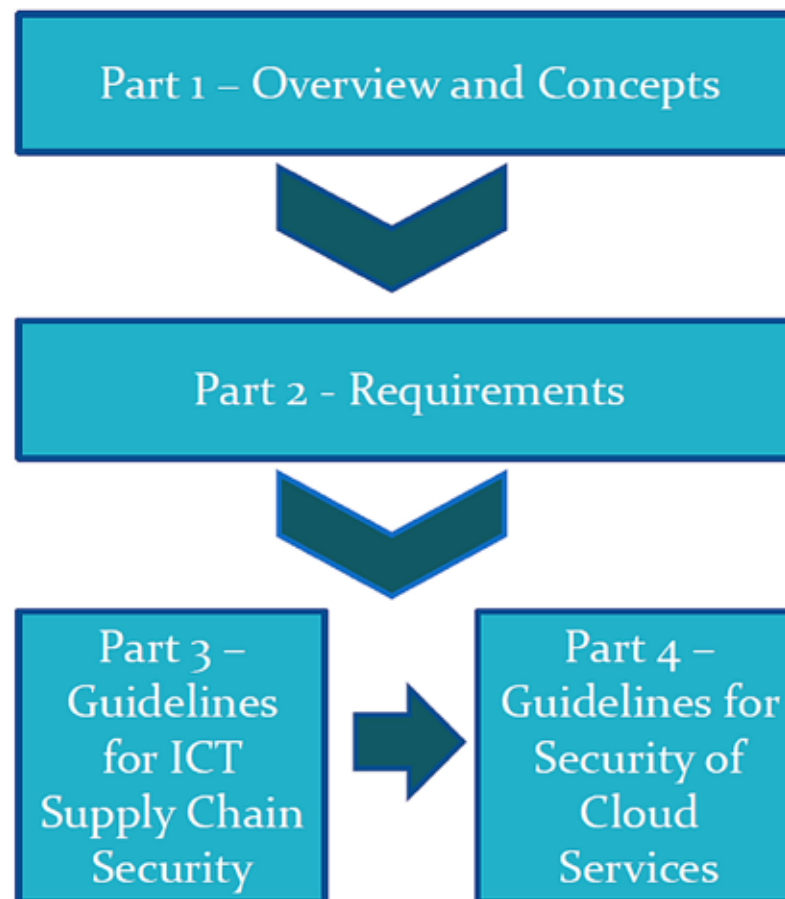 Part 1 – Overview and Concepts
Part 2 - Requirements
Part 3 –
Guidelines
for ICT
Supply Chain
Security
Part 4 –
Guidelines for
Security of
Cloud
Services